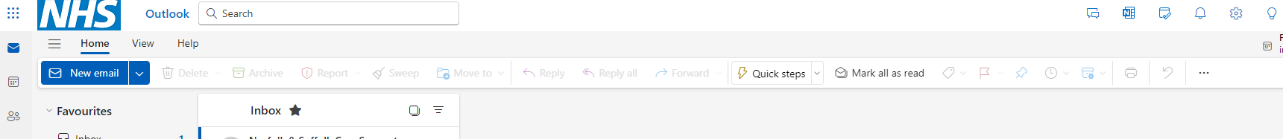 NHS Outlook Search
Home View Help
New email Delete Archive Report Sweep Move to Reply Reply all Forward Quick steps Mark all as read
Favourites
Inbox
Inbox 1